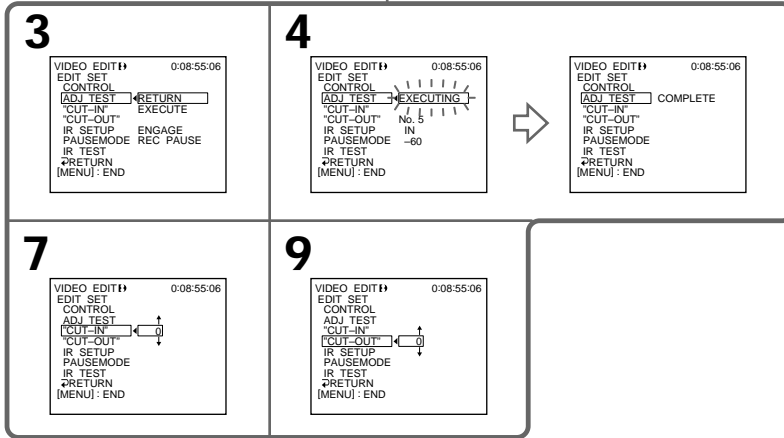 3
VIDEO EDIT 0:08:55:06
EDIT SET
CONTROL
ADJ TEST RETURN
"CUT–IN" EXECUTE
"CUT–OUT"
IR SETUP ENGAGE
PAUSEMODE REC PAUSE
IR TEST
RETURN
[MENU] : END
4
VIDEO EDIT 0:08:55:06
EDIT SET
CONTROL
ADJ TEST EXECUTING
"CUT–IN"
"CUT–OUT" No. 5
IR SETUP IN
PAUSEMODE –60
IR TEST
RETURN
[MENU] : END
VIDEO EDIT 0:08:55:06
EDIT SET
CONTROL
ADJ TEST COMPLETE
"CUT–IN"
"CUT–OUT"
IR SETUP
PAUSEMODE
IR TEST
RETURN
[MENU] : END
7
VIDEO EDIT 0:08:55:06
EDIT SET
CONTROL
ADJ TEST
"CUT–IN" 0
"CUT–OUT"
IR SETUP
PAUSEMODE
IR TEST
RETURN
[MENU] : END
9
VIDEO EDIT 0:08:55:06
EDIT SET
CONTROL
ADJ TEST
"CUT–IN"
"CUT–OUT" 0
IR SETUP
PAUSEMODE
IR TEST
RETURN
[MENU] : END